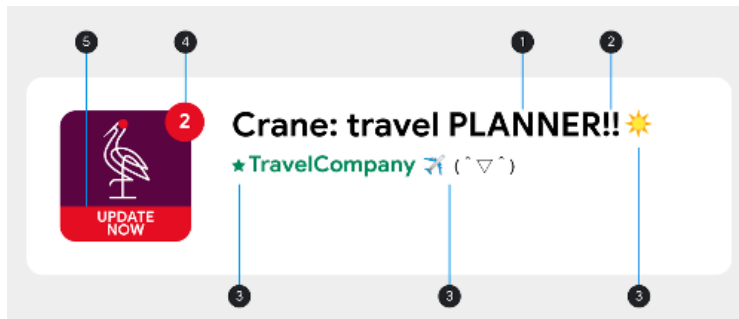 5 4 1 2
2
Crane: travel PLANNER!!☀️
★TravelCompany ✈️ (ˆ▽ˆ)
UPDATE
NOW
3 3 3